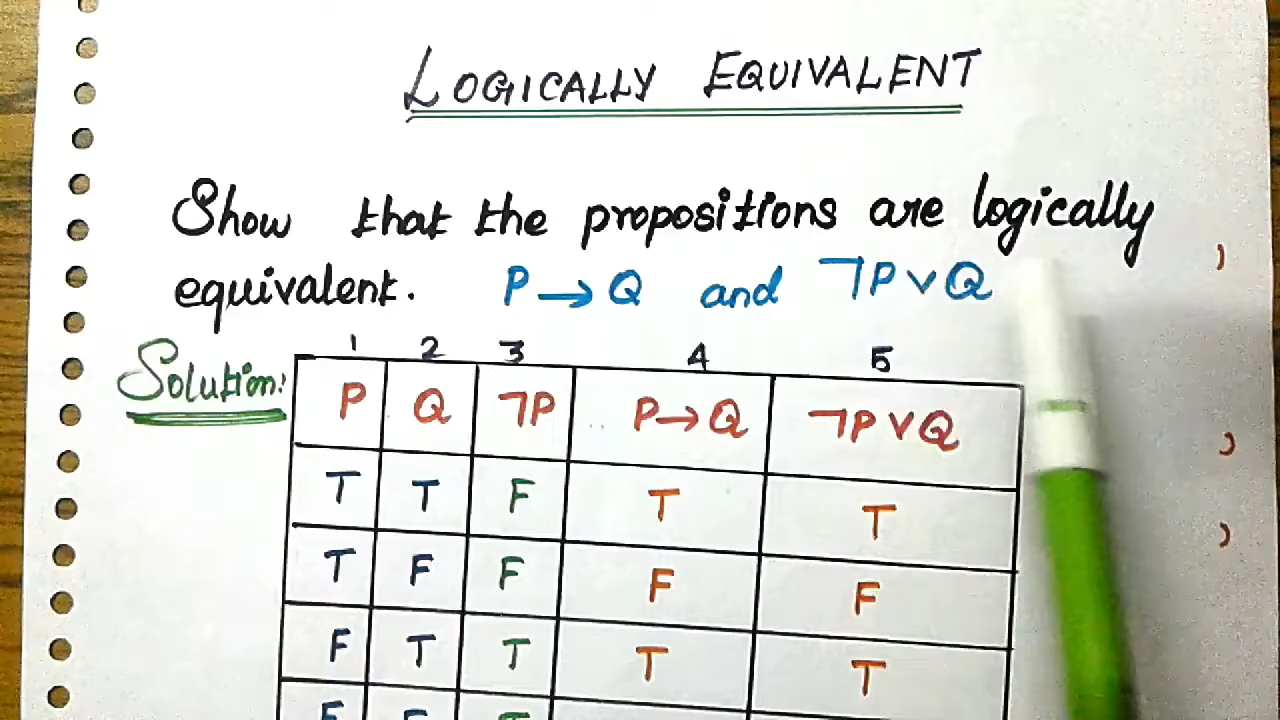 LOGICALLY EQUIVALENT
Show that the propositions are logically
equivalent. P → Q and ¬P ∨ Q
Solution:
1 2 3 4 5
P Q ¬P P→Q ¬P ∨ Q
T T F T T
T F F F F
F T T T T
F F T